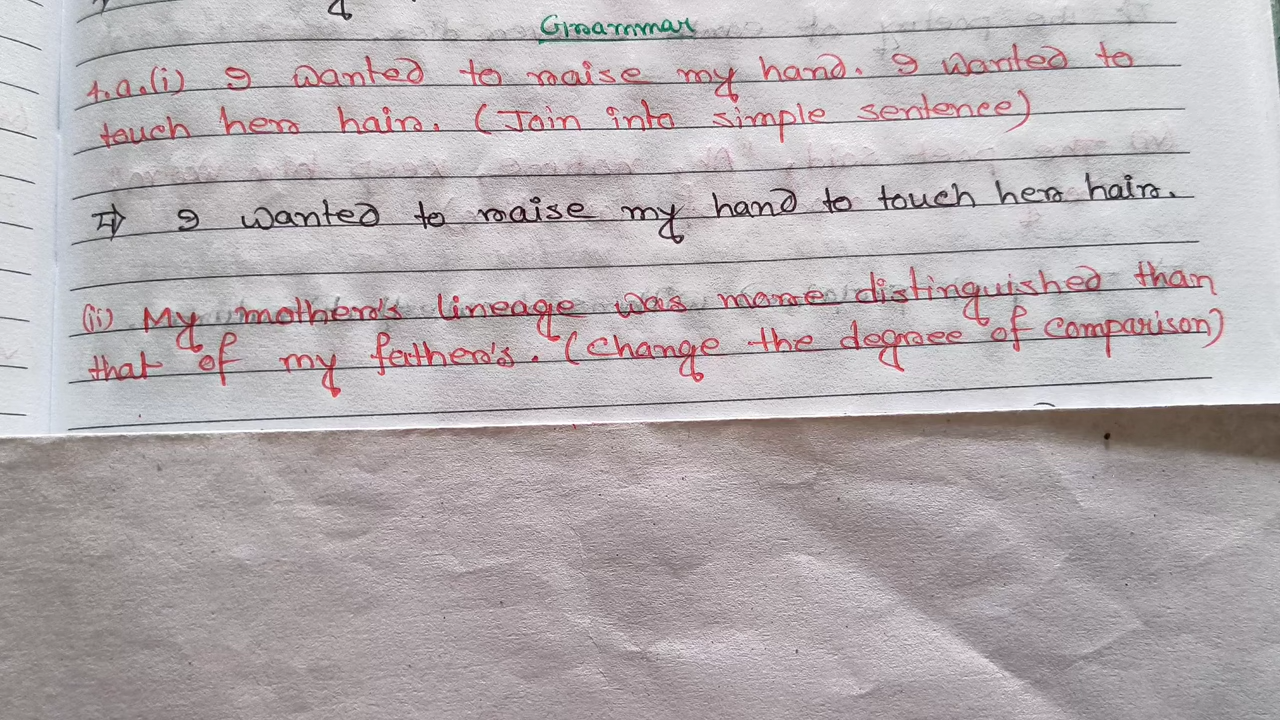 Grammar
1.a.(i) I wanted to raise my hand. I wanted to
touch her hair. (Join into simple sentence)
⇒ I wanted to raise my hand to touch her hair.
(ii) My mother's lineage was more distinguished than
that of my father's. (Change the degree of comparison)